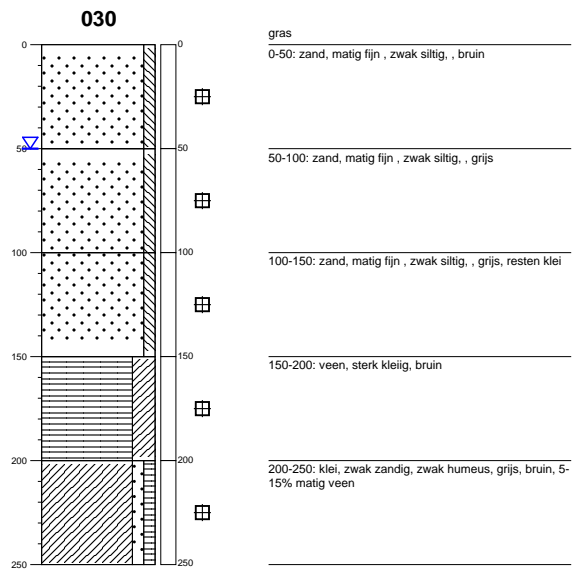 030
gras
0
0
0-50: zand, matig fijn , zwak siltig, , bruin
50
50
50-100: zand, matig fijn , zwak siltig, , grijs
100
100
100-150: zand, matig fijn , zwak siltig, , grijs, resten klei
150
150
150-200: veen, sterk kleiig, bruin
200
200
200-250: klei, zwak zandig, zwak humeus, grijs, bruin, 5-
15% matig veen
250
250